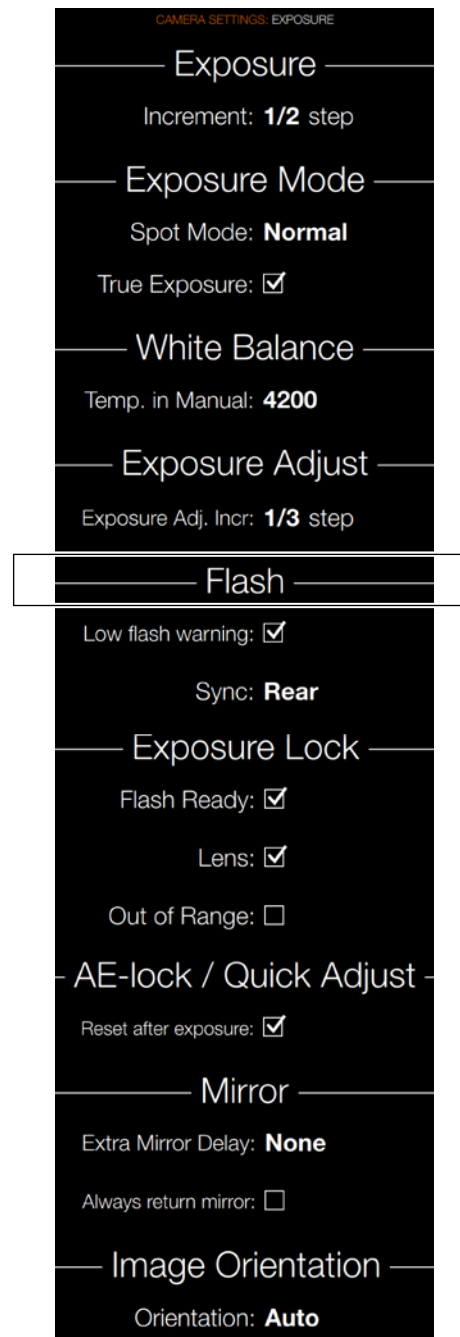 CAMERA SETTINGS: EXPOSURE
Exposure
Increment: 1/2 step
Exposure Mode
Spot Mode: Normal
True Exposure:
White Balance
Temp. in Manual: 4200
Exposure Adjust
Exposure Adj. Incr: 1/3 step
Flash
Low flash warning:
Sync: Rear
Exposure Lock
Flash Ready:
Lens:
Out of Range:
AE-lock / Quick Adjust
Reset after exposure:
Mirror
Extra Mirror Delay: None
Always return mirror:
Image Orientation
Orientation: Auto